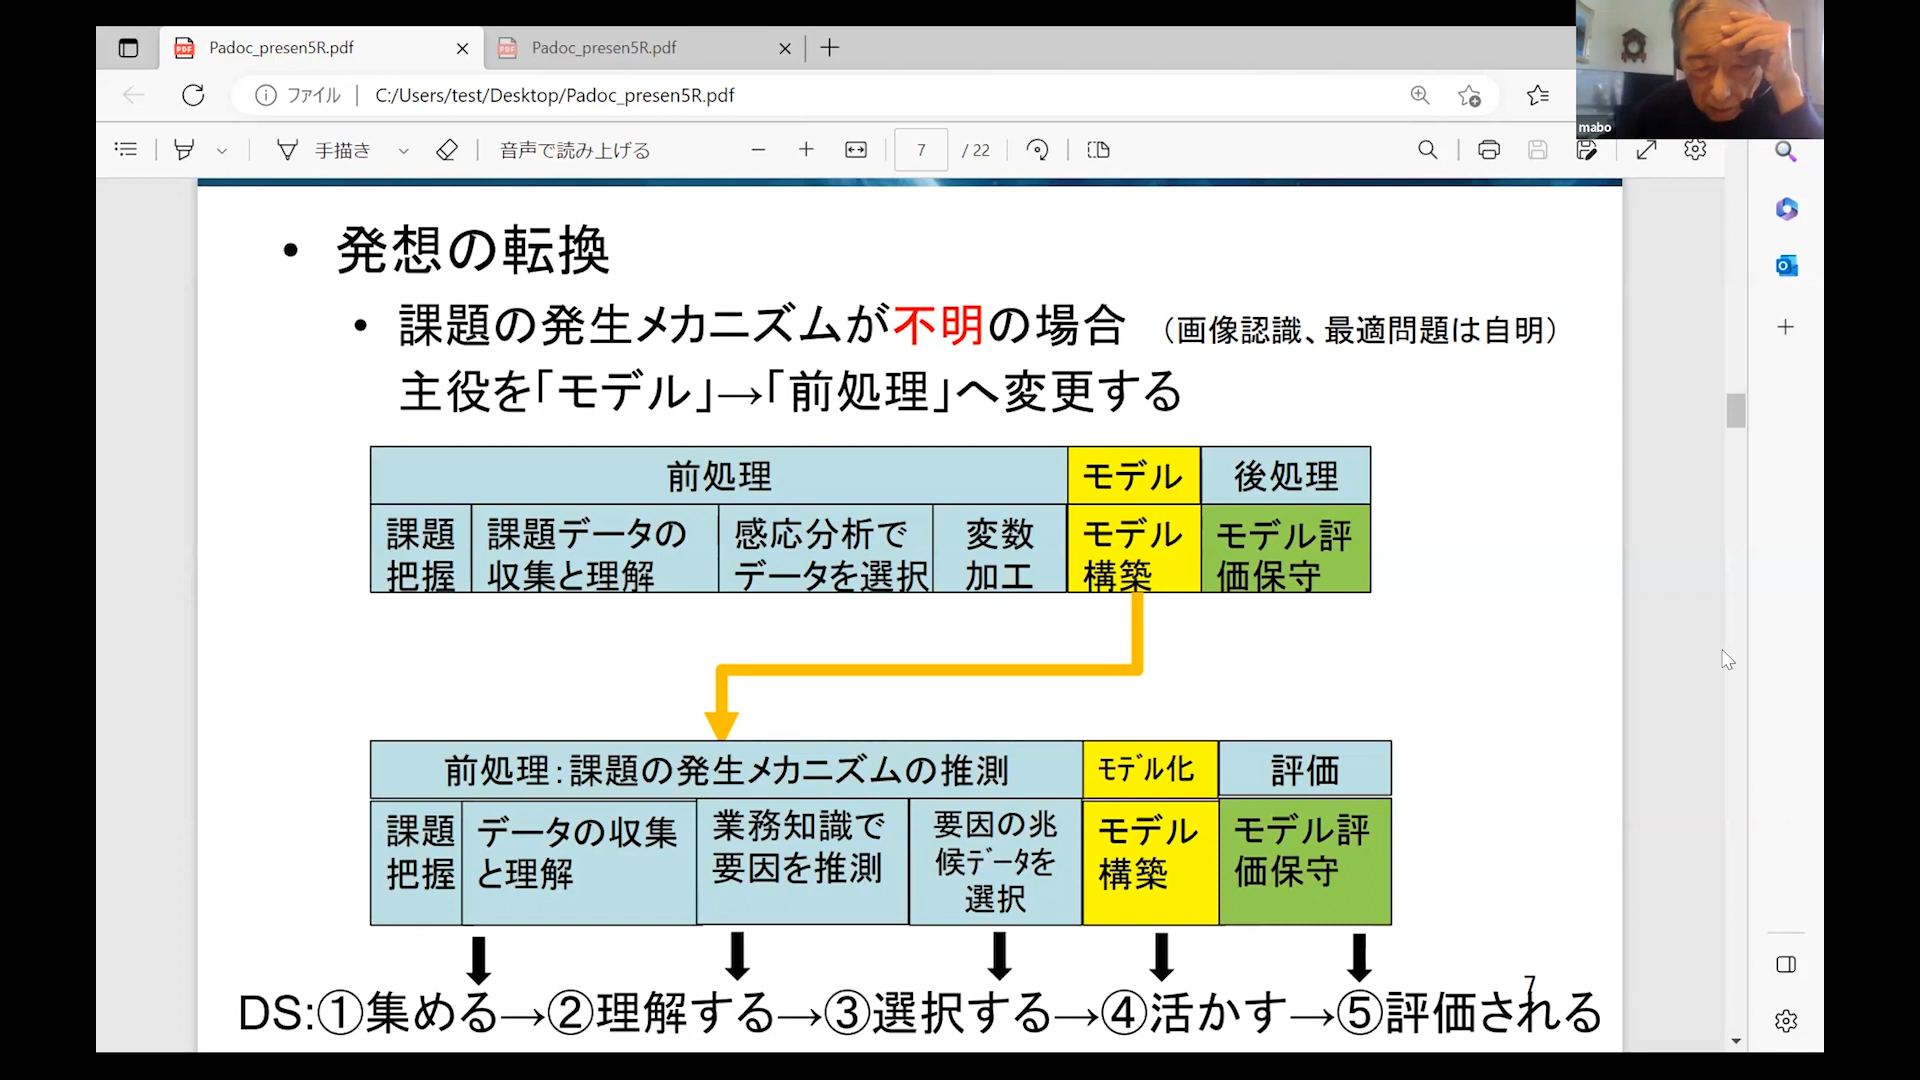 Padoc_presen5R.pdf
Padoc_presen5R.pdf
ファイル
C:/Users/test/Desktop/Padoc_presen5R.pdf
手描き
音声で読み上げる
7 / 22
mabo
• 発想の転換
• 課題の発生メカニズムが不明の場合 （画像認識、最適問題は自明）
主役を「モデル」→「前処理」へ変更する
前処理 モデル 後処理
課題把握
課題データの収集と理解
感応分析でデータを選択
変数加工
モデル構築
モデル評価保守
前処理：課題の発生メカニズムの推測 ﾓﾃﾞﾙ化 評価
課題把握
データの収集と理解
業務知識で要因を推測
要因の兆候ﾃﾞｰﾀを選択
モデル構築
モデル評価保守
7
DS:①集める→②理解する→③選択する→④活かす→⑤評価される